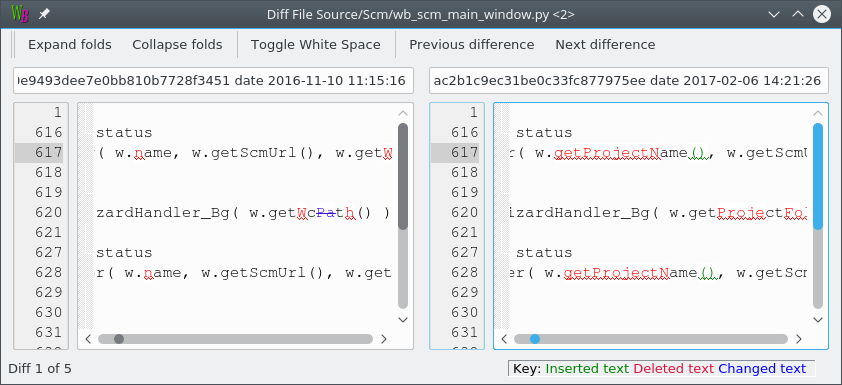 Diff File Source/Scm/wb_scm_main_window.py <2>
Expand folds Collapse folds Toggle White Space Previous difference Next difference
e9493dee7e0bb810b7728f3451 date 2016-11-10 11:15:16
ac2b1c9ec31be0c33fc877975ee date 2017-02-06 14:21:26
1
616 status
617 r( w.name, w.getScmUrl(), w.getW
618
619
620 zardHandler_Bg( w.getWcPath() )
621
627 status
628 er( w.name, w.getScmUrl(), w.get
629
630
631
1
616 status
617 r( w.getProjectName(), w.getScmU
618
619
620 izardHandler_Bg( w.getProjectFol
621
627 status
628 er( w.getProjectName(), w.getScm
629
630
631
Diff 1 of 5
Key: Inserted text Deleted text Changed text